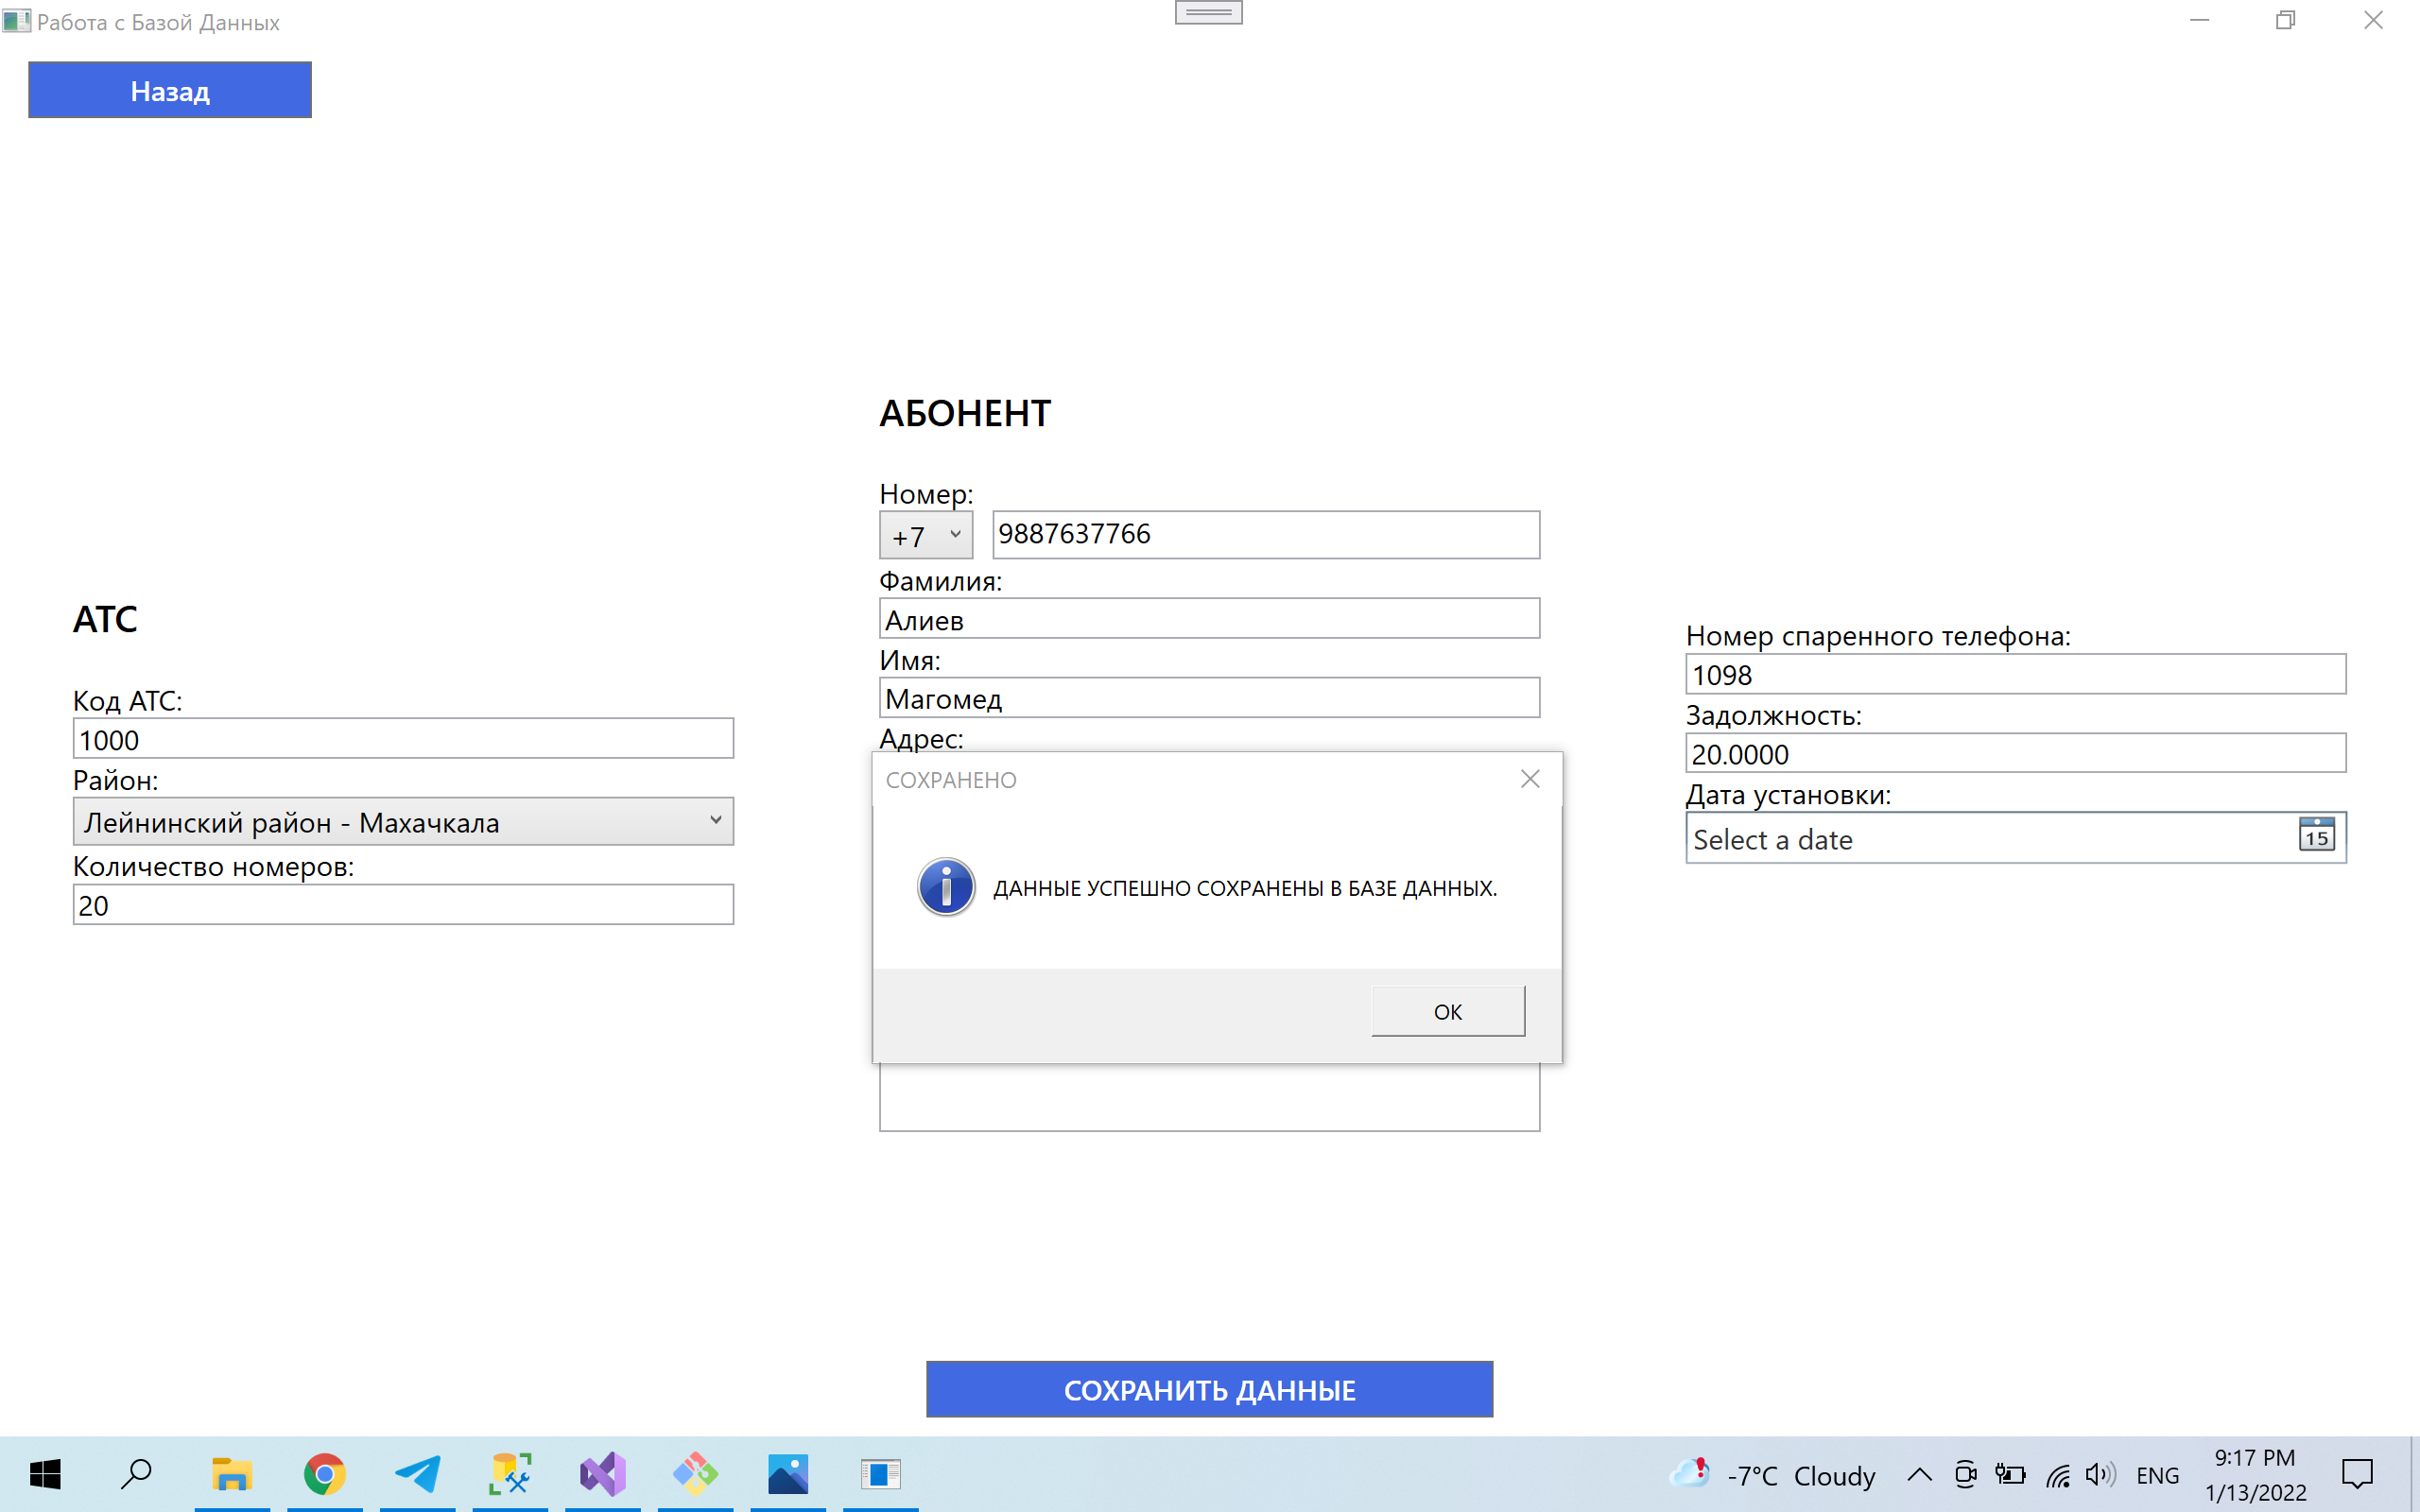 Работа с Базой Данных
Назад
АТС
Код АТС:
1000
Район:
Лейнинский район - Махачкала
Количество номеров:
20
АБОНЕНТ
Номер:
+7
9887637766
Фамилия:
Алиев
Имя:
Магомед
Адрес:
СОХРАНЕНО
ДАННЫЕ УСПЕШНО СОХРАНЕНЫ В БАЗЕ ДАННЫХ.
ОК
Номер спаренного телефона:
1098
Задолжность:
20.0000
Дата установки:
Select a date
15
СОХРАНИТЬ ДАННЫЕ
-7°C Cloudy
ENG
9:17 PM
1/13/2022